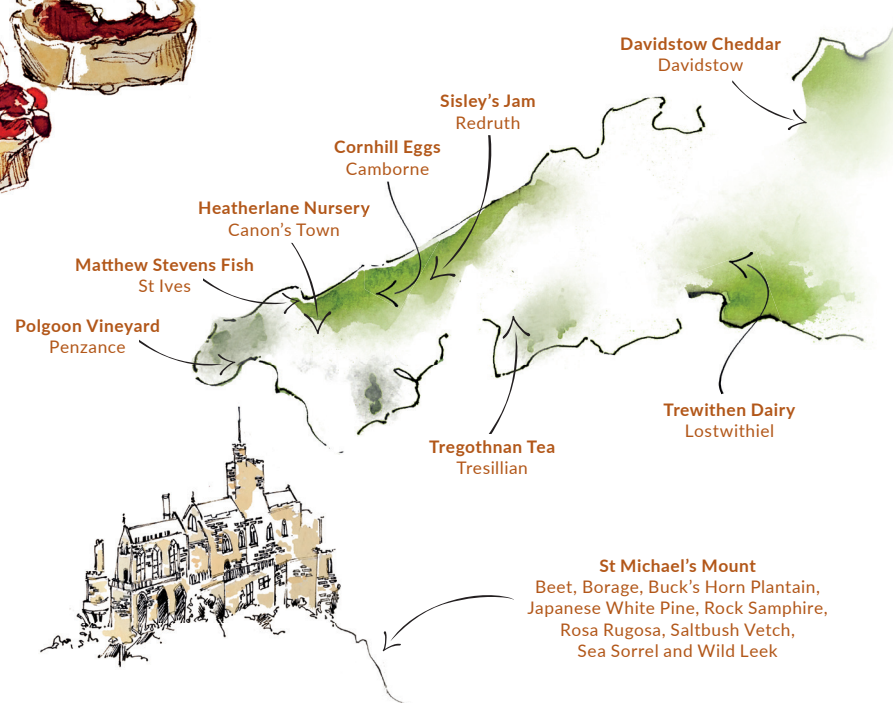 Davidstow Cheddar
Davidstow
Sisley's Jam
Redruth
Cornhill Eggs
Camborne
Heatherlane Nursery
Canon's Town
Matthew Stevens Fish
St Ives
Polgoon Vineyard
Penzance
Trewithen Dairy
Lostwithiel
Tregothnan Tea
Tresillian
St Michael's Mount
Beet, Borage, Buck's Horn Plantain,
Japanese White Pine, Rock Samphire,
Rosa Rugosa, Saltbush Vetch,
Sea Sorrel and Wild Leek